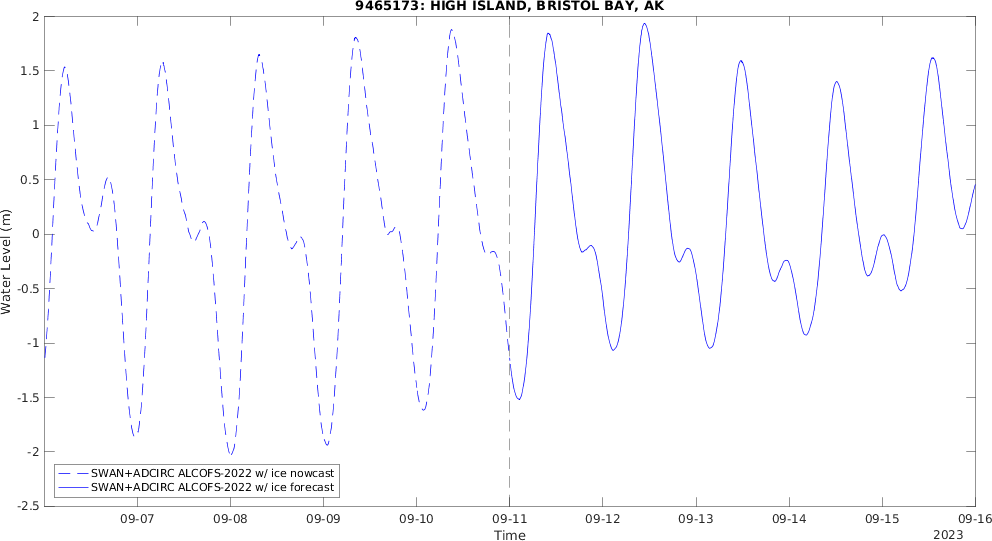 9465173: HIGH ISLAND, BRISTOL BAY, AK
2
1.5
1
0.5
0
-0.5
-1
-1.5
-2
-2.5
Water Level (m)
SWAN+ADCIRC ALCOFS-2022 w/ ice nowcast
SWAN+ADCIRC ALCOFS-2022 w/ ice forecast
09-07 09-08 09-09 09-10 09-11 09-12 09-13 09-14 09-15 09-16
Time
2023